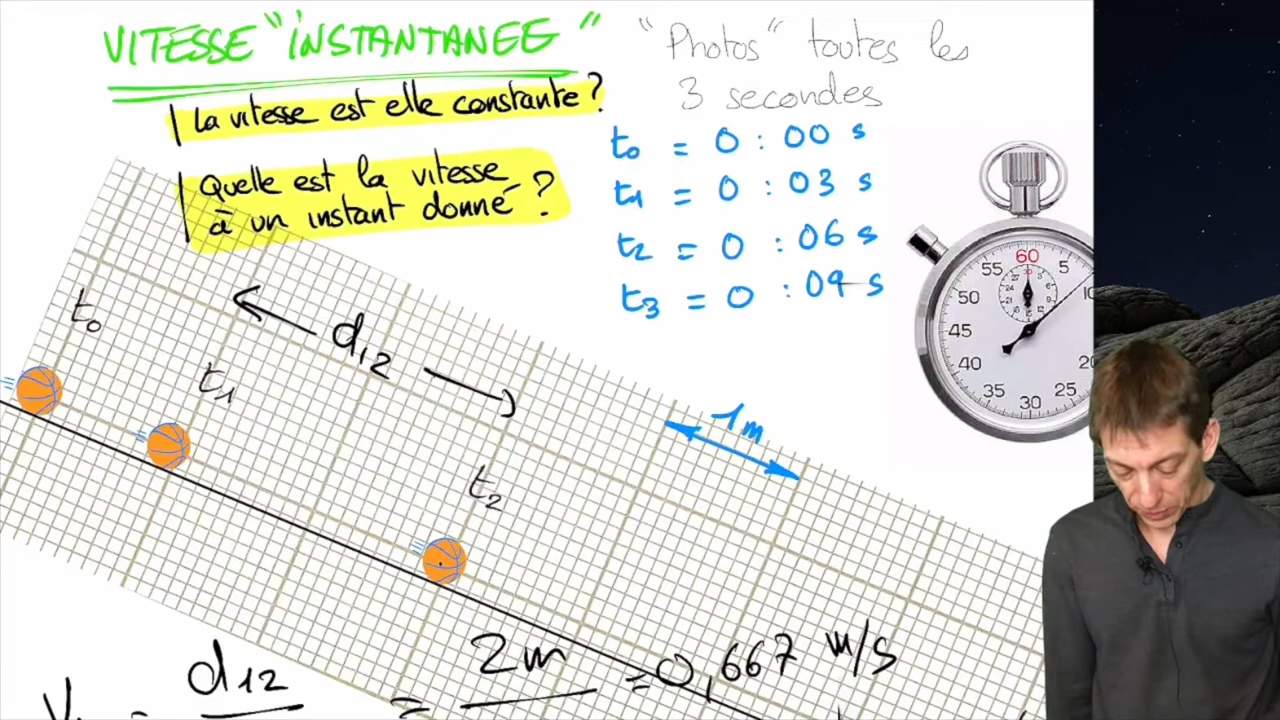 VITESSE "INSTANTANEE"
La vitesse est elle constante ?
Quelle est la vitesse
à un instant donné ?
"Photos" toutes les
3 secondes
t0 = 0 : 00 s
t1 = 0 : 03 s
t2 = 0 : 06 s
t3 = 0 : 09 s
60
55 5
50 10
45
40 20
35 25
30
t0
d12
t1
1m
t2
d12 2m = 0,667 m/s
= =